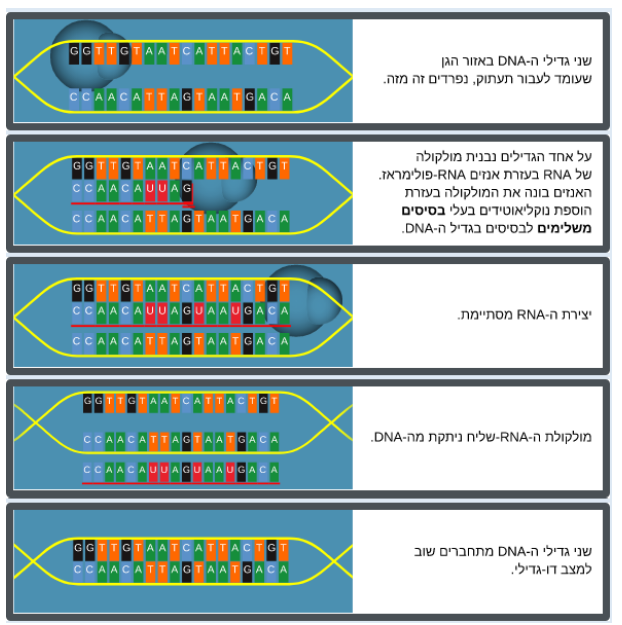 שני גדילי ה-DNA באזור הגן
שעומד לעבור תעתוק, נפרדים זה מזה.
GGTTGTAATCATTACTGT
CCAACATTAGTAATGACA
על אחד הגדילים נבנית מולקולה
של RNA בעזרת אנזים RNA-פולימראז.
האנזים בונה את המולקולה בעזרת
הוספת נוקליאוטידים בעלי בסיסים
משלימים לבסיסים בגדיל ה-DNA.
GGTTGTAATCATTACTGT
CCAACAUUAG
CCAACATTAGTAATGACA
יצירת ה-RNA מסתיימת.
GGTTGTAATCATTACTGT
CCAACAUUAGUAAUGACA
CCAACATTAGTAATGACA
מולקולת ה-RNA-שליח ניתקת מה-DNA.
GGTTGTAATCATTACTGT
CCAACATTAGTAATGACA
CCAACAUUAGUAAUGACA
שני גדילי ה-DNA מתחברים שוב
למצב דו-גדילי.
GGTTGTAATCATTACTGT
CCAACATTAGTAATGACA